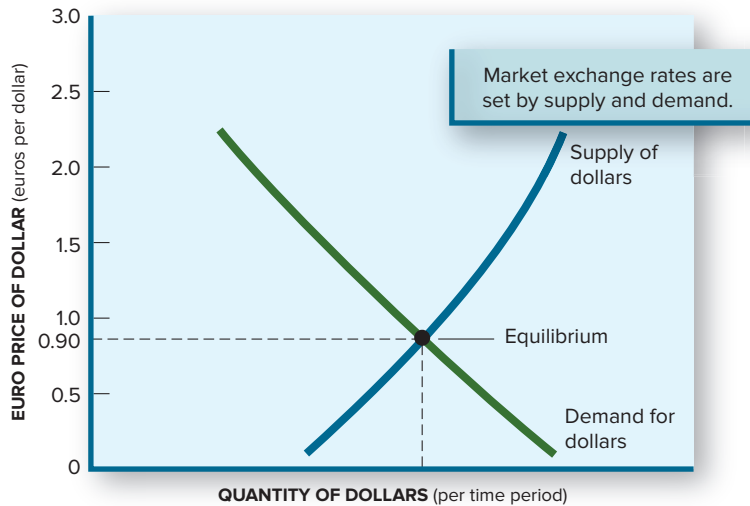 3.0
2.5
2.0
1.5
1.0
0.90
0.5
0
EURO PRICE OF DOLLAR (euros per dollar)
Market exchange rates are
set by supply and demand.
Supply of
dollars
Equilibrium
Demand for
dollars
QUANTITY OF DOLLARS (per time period)